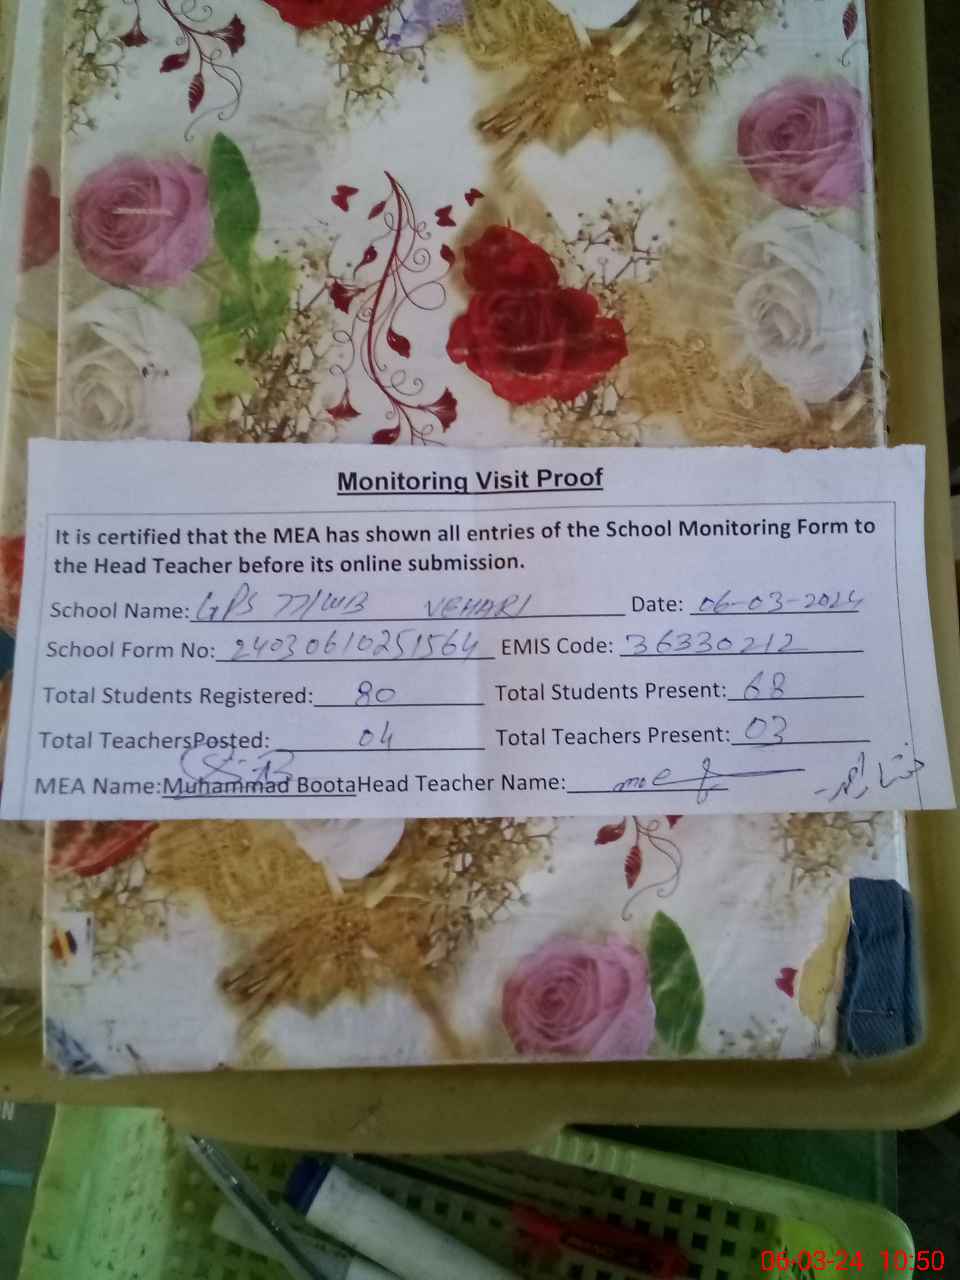 Monitoring Visit Proof
It is certified that the MEA has shown all entries of the School Monitoring Form to
the Head Teacher before its online submission.
School Name: GPS 77/WB VEHARI Date: 06-03-2024
School Form No: 24030610251564 EMIS Code: 36330212
Total Students Registered: 80 Total Students Present: 68
Total TeachersPosted: 04 Total Teachers Present: 03
MEA Name:Muhammad BootaHead Teacher Name:
N
06-03-24 10:50